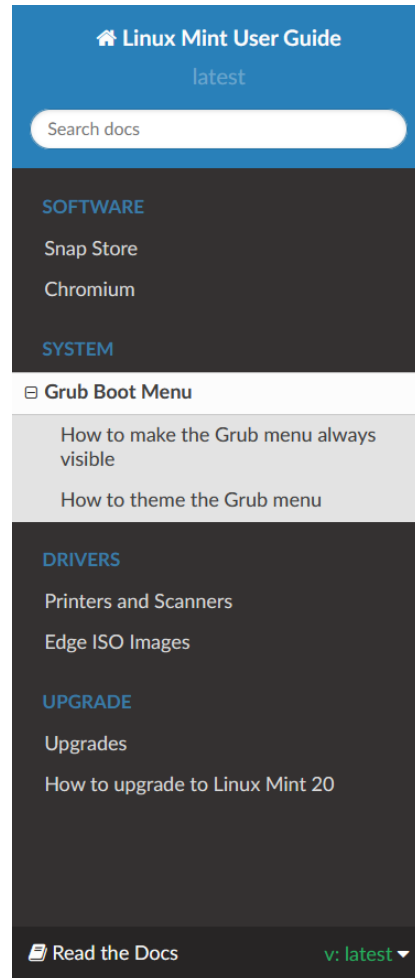 Linux Mint User Guide
latest
Search docs
SOFTWARE
Snap Store
Chromium
SYSTEM
Grub Boot Menu
How to make the Grub menu always
visible
How to theme the Grub menu
DRIVERS
Printers and Scanners
Edge ISO Images
UPGRADE
Upgrades
How to upgrade to Linux Mint 20
Read the Docs v: latest